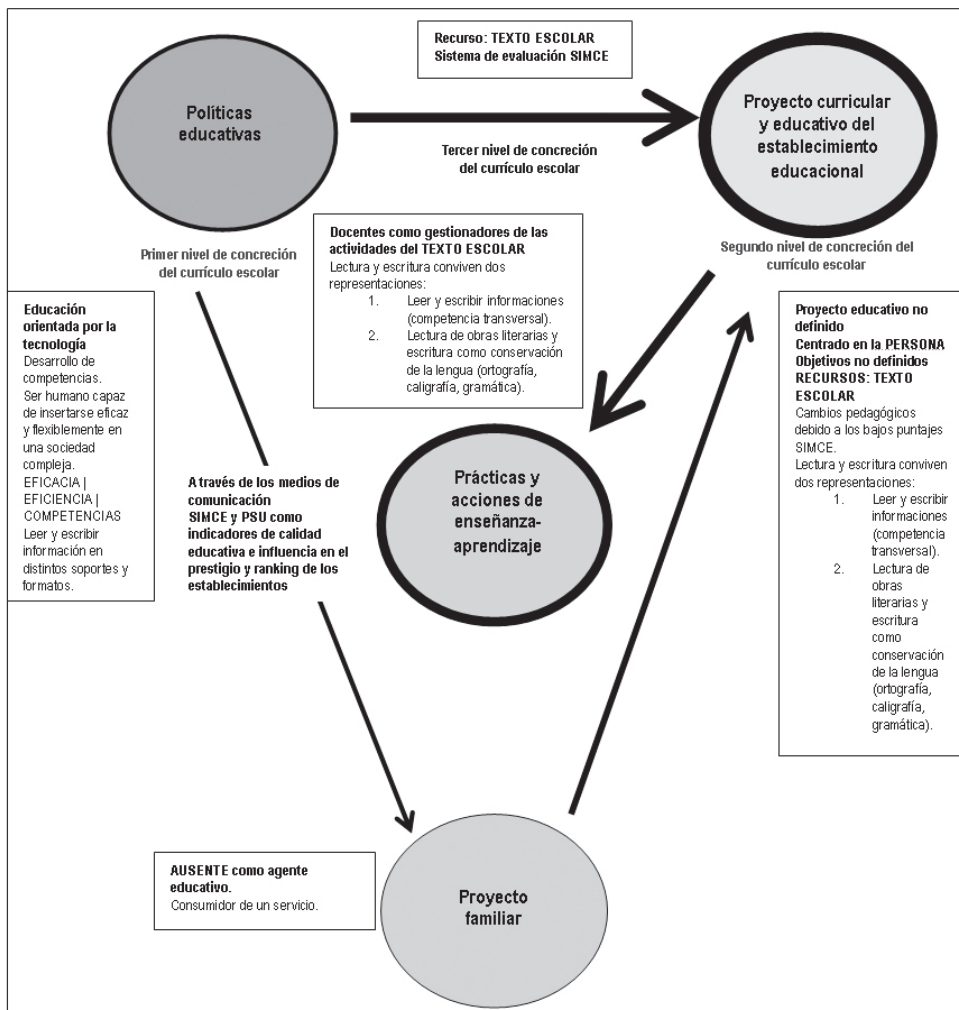 Recurso: TEXTO ESCOLAR
Sistema de evaluación SIMCE
Políticas
educativas
Proyecto curricular
y educativo del
establecimiento
educacional
Tercer nivel de concreción
del currículo escolar
Primer nivel de concreción
del currículo escolar
Docentes como gestionadores de las
actividades del TEXTO ESCOLAR
Lectura y escritura conviven dos
representaciones:
1. Leer y escribir informaciones
(competencia transversal).
2. Lectura de obras literarias y
escritura como conservación
de la lengua (ortografía,
caligrafía, gramática).
Segundo nivel de concreción del
currículo escolar
Educación
orientada por la
tecnología
Desarrollo de
competencias.
Ser humano capaz
de insertarse eficaz
y flexiblemente en
una sociedad
compleja.
EFICACIA |
EFICIENCIA |
COMPETENCIAS
Leer y escribir
información en
distintos soportes y
formatos.
Proyecto educativo no
definido
Centrado en la PERSONA
Objetivos no definidos
RECURSOS: TEXTO
ESCOLAR
Cambios pedagógicos
debido a los bajos puntajes
SIMCE.
Lectura y escritura conviven
dos representaciones:
1. Leer y escribir
informaciones
(competencia
transversal).
2. Lectura de
obras
literarias y
escritura
como
conservación
de la lengua
(ortografía,
caligrafía,
gramática).
A través de los medios de
comunicación
SIMCE y PSU como
indicadores de calidad
educativa e influencia en el
prestigio y ranking de los
establecimientos
Prácticas y
acciones de
enseñanza-
aprendizaje
AUSENTE como agente
educativo.
Consumidor de un servicio.
Proyecto
familiar